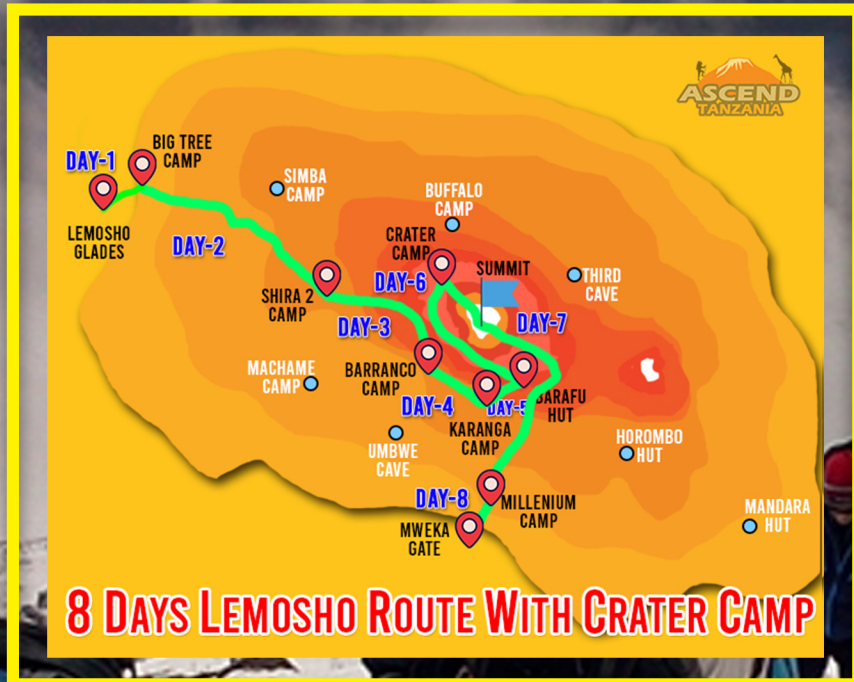 ASCEND
TANZANIA
DAY-1
BIG TREE
CAMP
LEMOSHO
GLADES
DAY-2
SIMBA
CAMP
BUFFALO
CAMP
CRATER
CAMP
SUMMIT
DAY-6
THIRD
CAVE
SHIRA 2
CAMP
DAY-3
DAY-7
MACHAME
CAMP
BARRANCO
CAMP
DAY-4
DAY-5
BARAFU
HUT
KARANGA
CAMP
UMBWE
CAVE
HOROMBO
HUT
DAY-8
MILLENIUM
CAMP
MWEKA
GATE
MANDARA
HUT
8 DAYS LEMOSHO ROUTE WITH CRATER CAMP